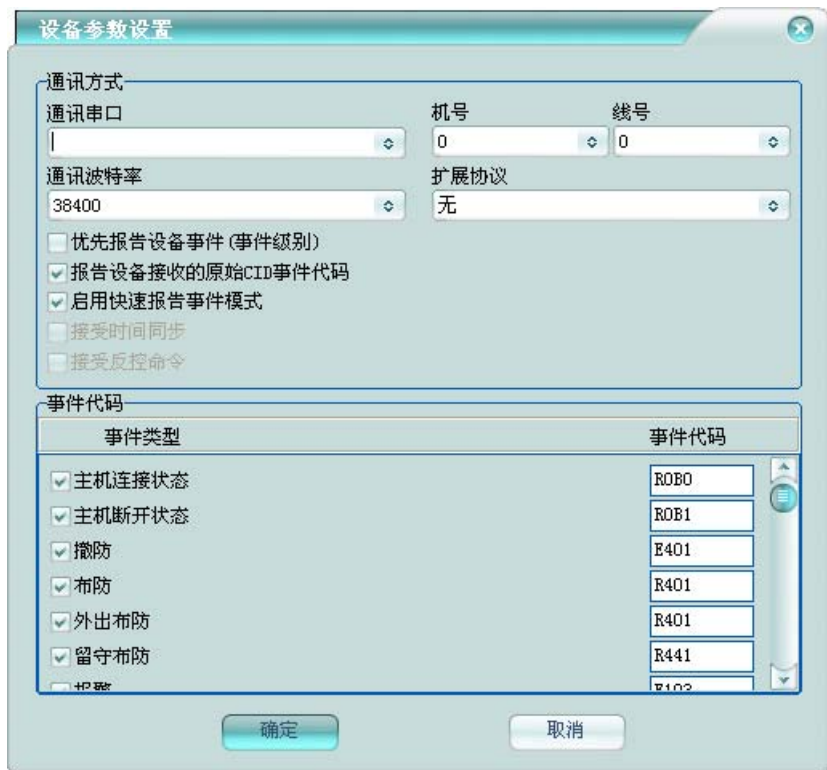 设备参数设置
通讯方式
通讯串口 机号 线号
0 0
通讯波特率 扩展协议
38400 无
优先报告设备事件(事件级别)
报告设备接收的原始CID事件代码
启用快速报告事件模式
接受时间同步
接受反控命令
事件代码
事件类型 事件代码
主机连接状态 R0B0
主机断开状态 R0B1
撤防 E401
布防 R401
外出布防 R401
留守布防 R441
报警 E103
确定 取消